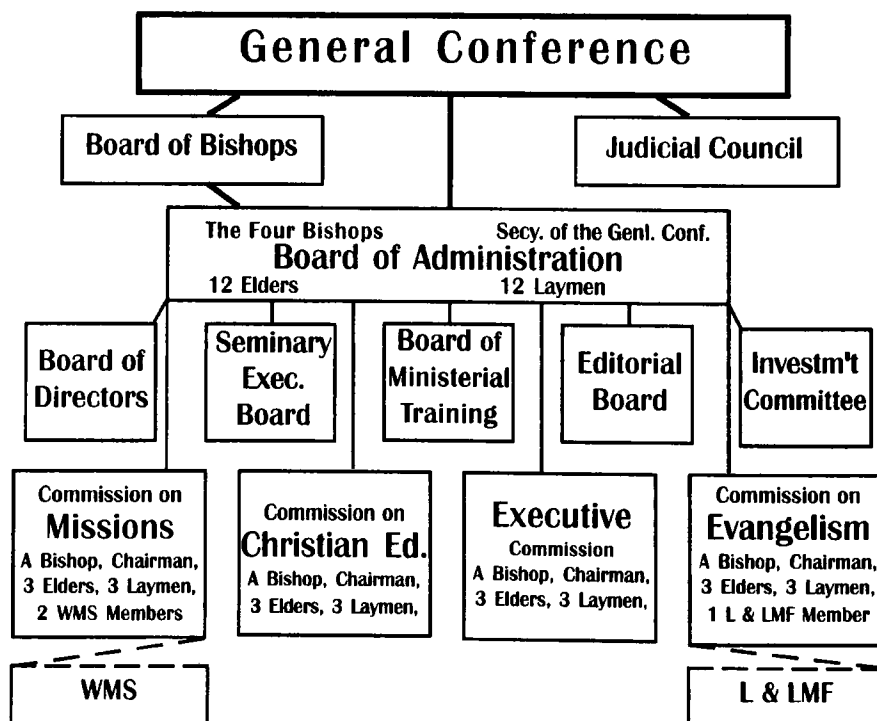 General Conference
Board of Bishops
Judicial Council
The Four Bishops
Secy. of the Genl. Conf.
Board of Administration
12 Elders
12 Laymen
Board of
Directors
Seminary
Exec.
Board
Board of
Ministerial
Training
Editorial
Board
Investm't
Committee
Commission on
Missions
A Bishop, Chairman,
3 Elders, 3 Laymen,
2 WMS Members
Commission on
Christian Ed.
A Bishop, Chairman,
3 Elders, 3 Laymen,
Executive
Commission
A Bishop, Chairman,
3 Elders, 3 Laymen,
Commission on
Evangelism
A Bishop, Chairman,
3 Elders, 3 Laymen,
1 L & LMF Member
WMS
L & LMF